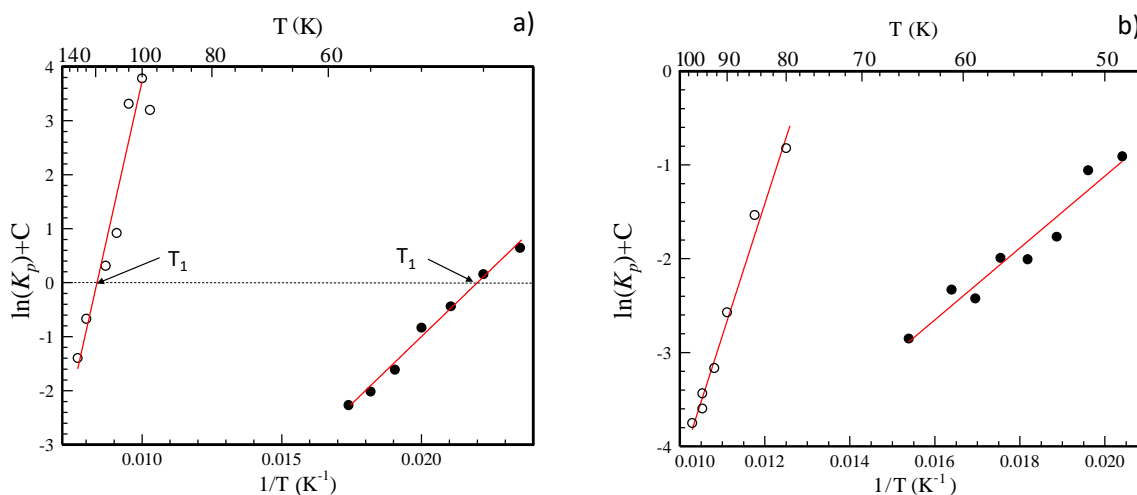 T (K)
a)
140 100 80 60
4
3
2
1
0
-1
-2
-3
ln(K_p)+C
T₁
T₁
0.010 0.015 0.020
1/T (K⁻¹)
T (K)
b)
100 90 80 70 60 50
0
-1
-2
-3
-4
ln(K_p)+C
0.010 0.012 0.014 0.016 0.018 0.020
1/T (K⁻¹)